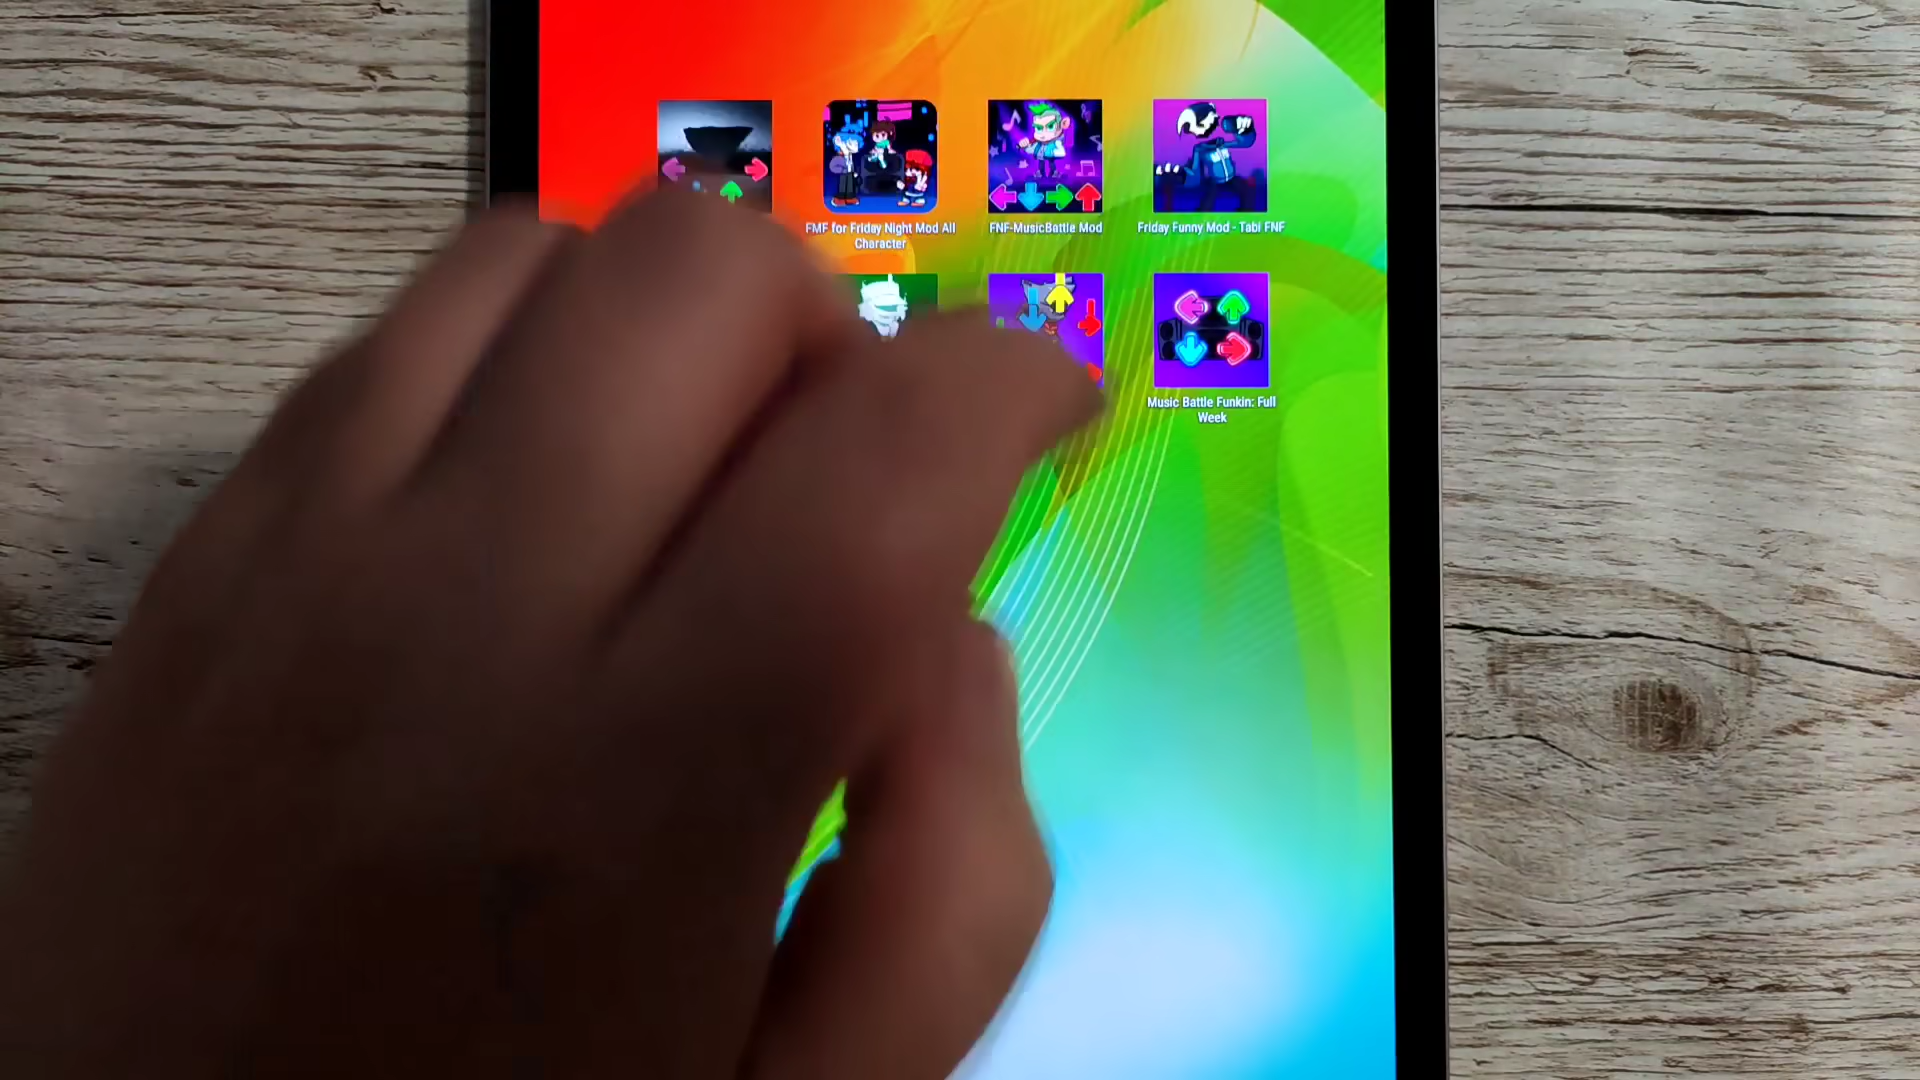 FMF for Friday Night Mod All
Character
FNF-MusicBattle Mod
Friday Funny Mod - Tabi FNF
Music Battle Funkin: Full
Week